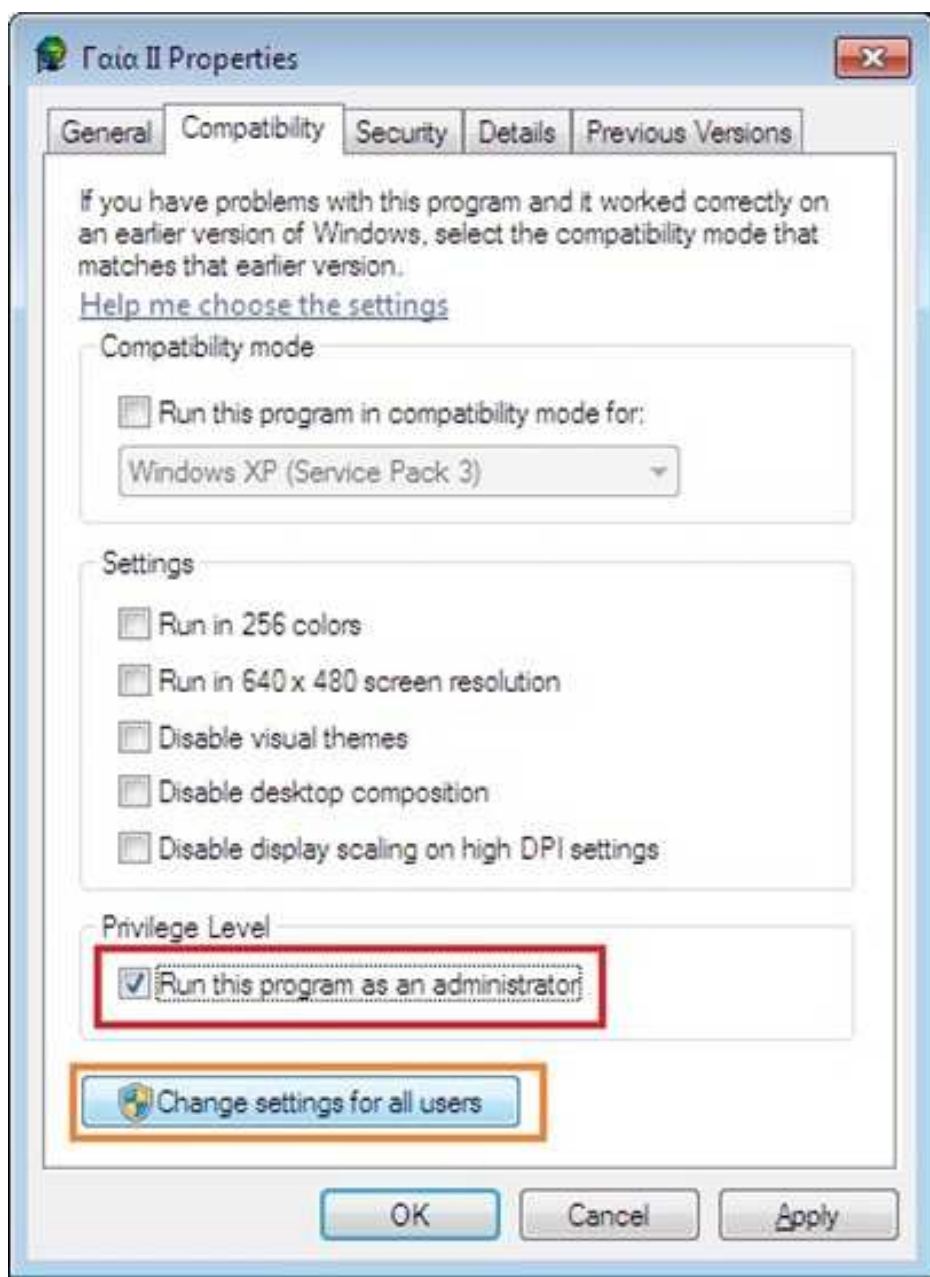 Γαία II Properties
General Compatibility Security Details Previous Versions
If you have problems with this program and it worked correctly on
an earlier version of Windows, select the compatibility mode that
matches that earlier version.
Help me choose the settings
Compatibility mode
Run this program in compatibility mode for:
Windows XP (Service Pack 3)
Settings
Run in 256 colors
Run in 640 x 480 screen resolution
Disable visual themes
Disable desktop composition
Disable display scaling on high DPI settings
Privilege Level
Run this program as an administrator
Change settings for all users
OK Cancel Apply